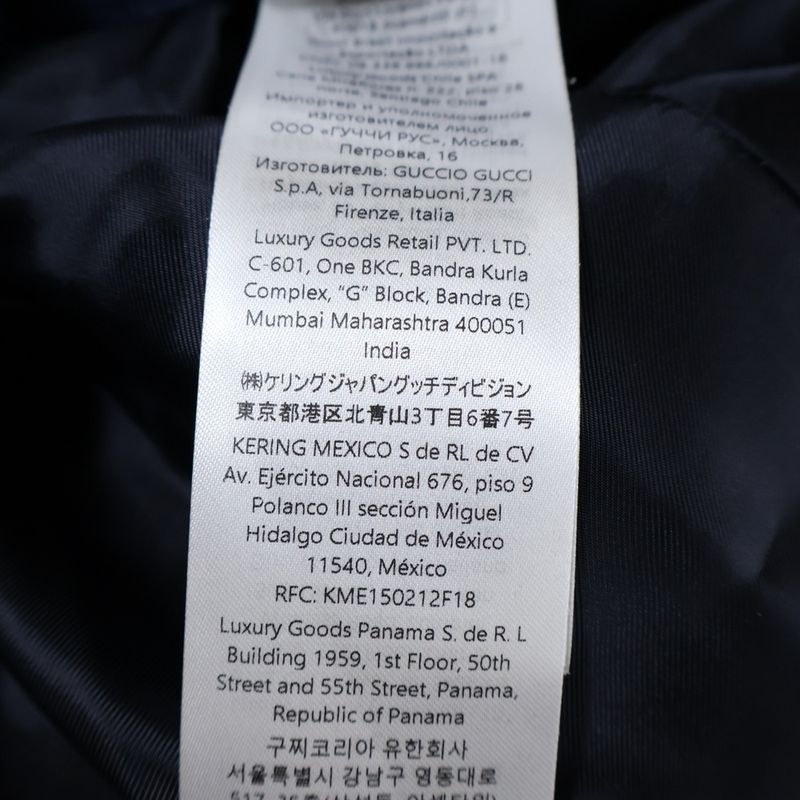 norte, Santiago Chile
Импортер и уполномоченное
изготовителем лицо:
ООО «ГУЧЧИ РУС», Москва,
Петровка, 16
Изготовитель: GUCCIO GUCCI
S.p.A, via Tornabuoni,73/R
Firenze, Italia
Luxury Goods Retail PVT. LTD.
C-601, One BKC, Bandra Kurla
Complex, "G" Block, Bandra (E)
Mumbai Maharashtra 400051
India
㈱ケリングジャパングッチディビジョン
東京都港区北青山3丁目6番7号
KERING MEXICO S de RL de CV
Av. Ejército Nacional 676, piso 9
Polanco III sección Miguel
Hidalgo Ciudad de México
11540, México
RFC: KME150212F18
Luxury Goods Panama S. de R. L
Building 1959, 1st Floor, 50th
Street and 55th Street, Panama,
Republic of Panama
구찌코리아 유한회사
서울특별시 강남구 영동대로